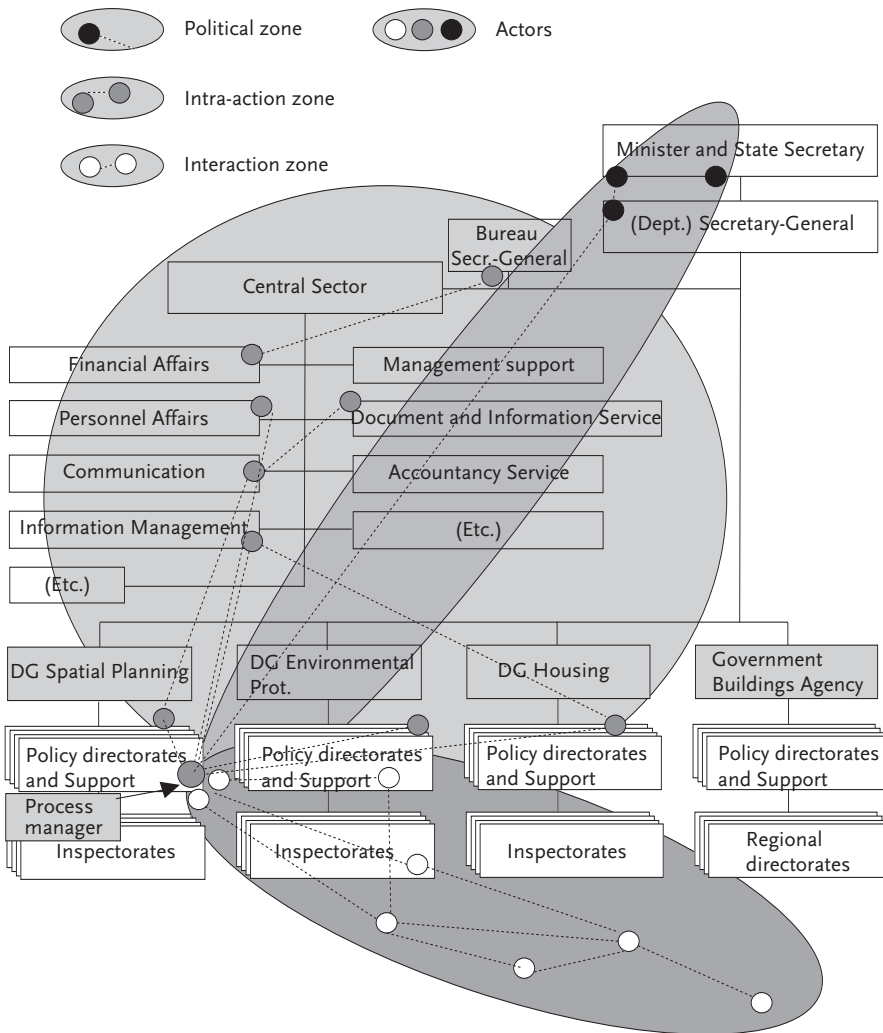 Political zone
Actors
Intra-action zone
Interaction zone
Minister and State Secretary
(Dept.) Secretary-General
Bureau
Secr.-General
Central Sector
Financial Affairs
Management support
Personnel Affairs
Document and Information Service
Communication
Accountancy Service
Information Management
(Etc.)
(Etc.)
DG Spatial Planning
DG Environmental
Prot.
DG Housing
Government
Buildings Agency
Policy directorates
and Support
Policy directorates
and Support
Policy directorates
and Support
Policy directorates
and Support
Process
manager
Inspectorates
Inspectorates
Inspectorates
Regional
directorates